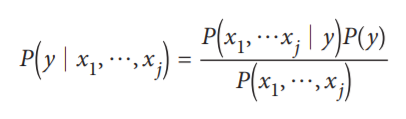 P(y | x₁, ⋯, xⱼ) = P(x₁, ⋯xⱼ | y)P(y) / P(x₁, ⋯, xⱼ)